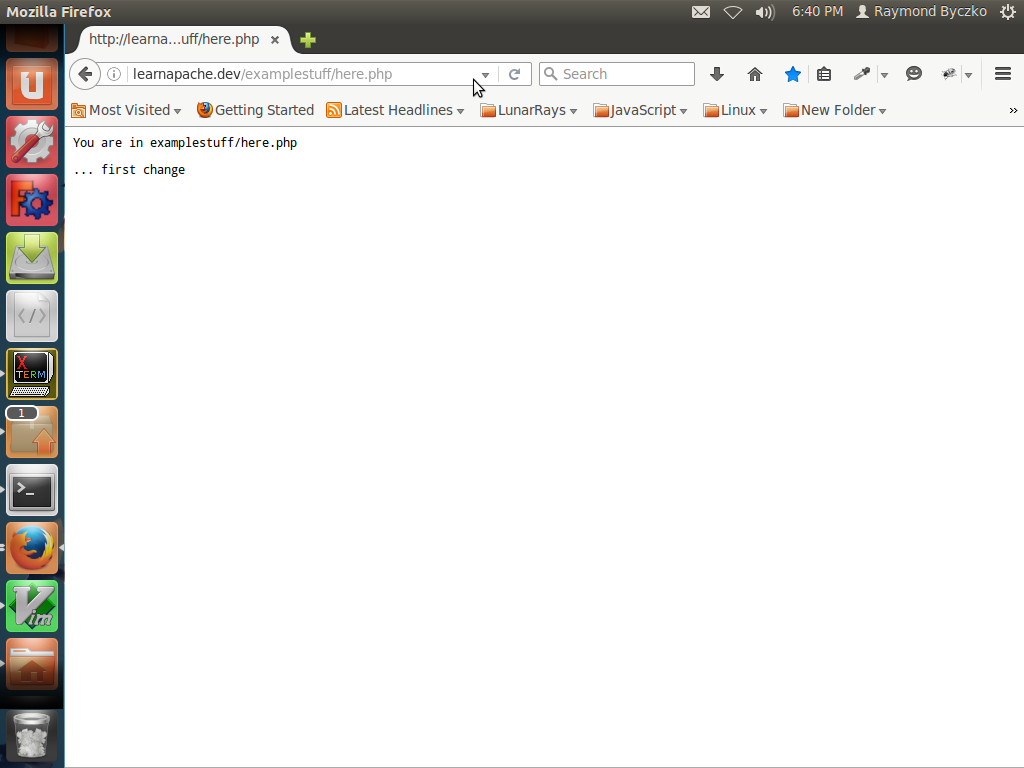 Mozilla Firefox
6:40 PM Raymond Byczko
http://learna...uff/here.php
learnapache.dev/examplestuff/here.php
Search
Most Visited Getting Started Latest Headlines LunarRays JavaScript Linux New Folder »
You are in examplestuff/here.php
... first change
U
F
</>
X
TERM
1
>_
Vim